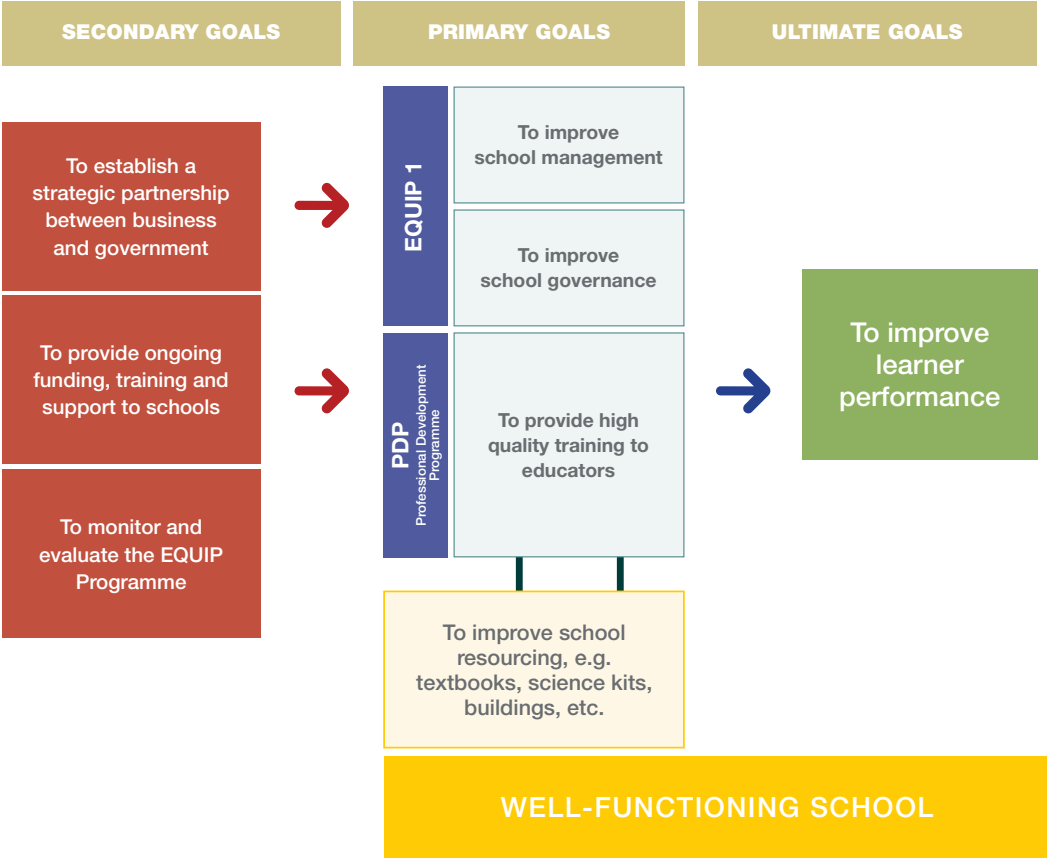 SECONDARY GOALS
PRIMARY GOALS
ULTIMATE GOALS
To establish a
strategic partnership
between business
and government
To provide ongoing
funding, training and
support to schools
To monitor and
evaluate the EQUIP
Programme
EQUIP 1
To improve
school management
To improve
school governance
PDP
Professional Development
Programme
To provide high
quality training to
educators
To improve school
resourcing, e.g.
textbooks, science kits,
buildings, etc.
To improve
learner
performance
WELL-FUNCTIONING SCHOOL